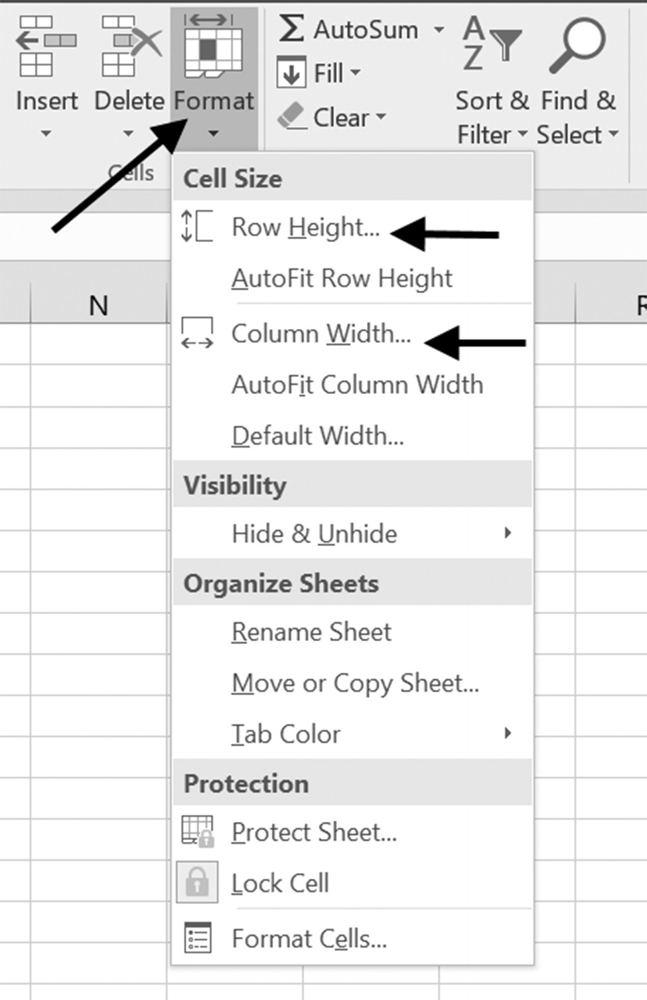 Insert Delete Format
Σ AutoSum
Fill
Clear
A
Z
Sort & Find &
Filter Select
Cells
Cell Size
Row Height...
AutoFit Row Height
N
R
Column Width...
AutoFit Column Width
Default Width...
Visibility
Hide & Unhide
Organize Sheets
Rename Sheet
Move or Copy Sheet...
Tab Color
Protection
Protect Sheet...
Lock Cell
Format Cells...